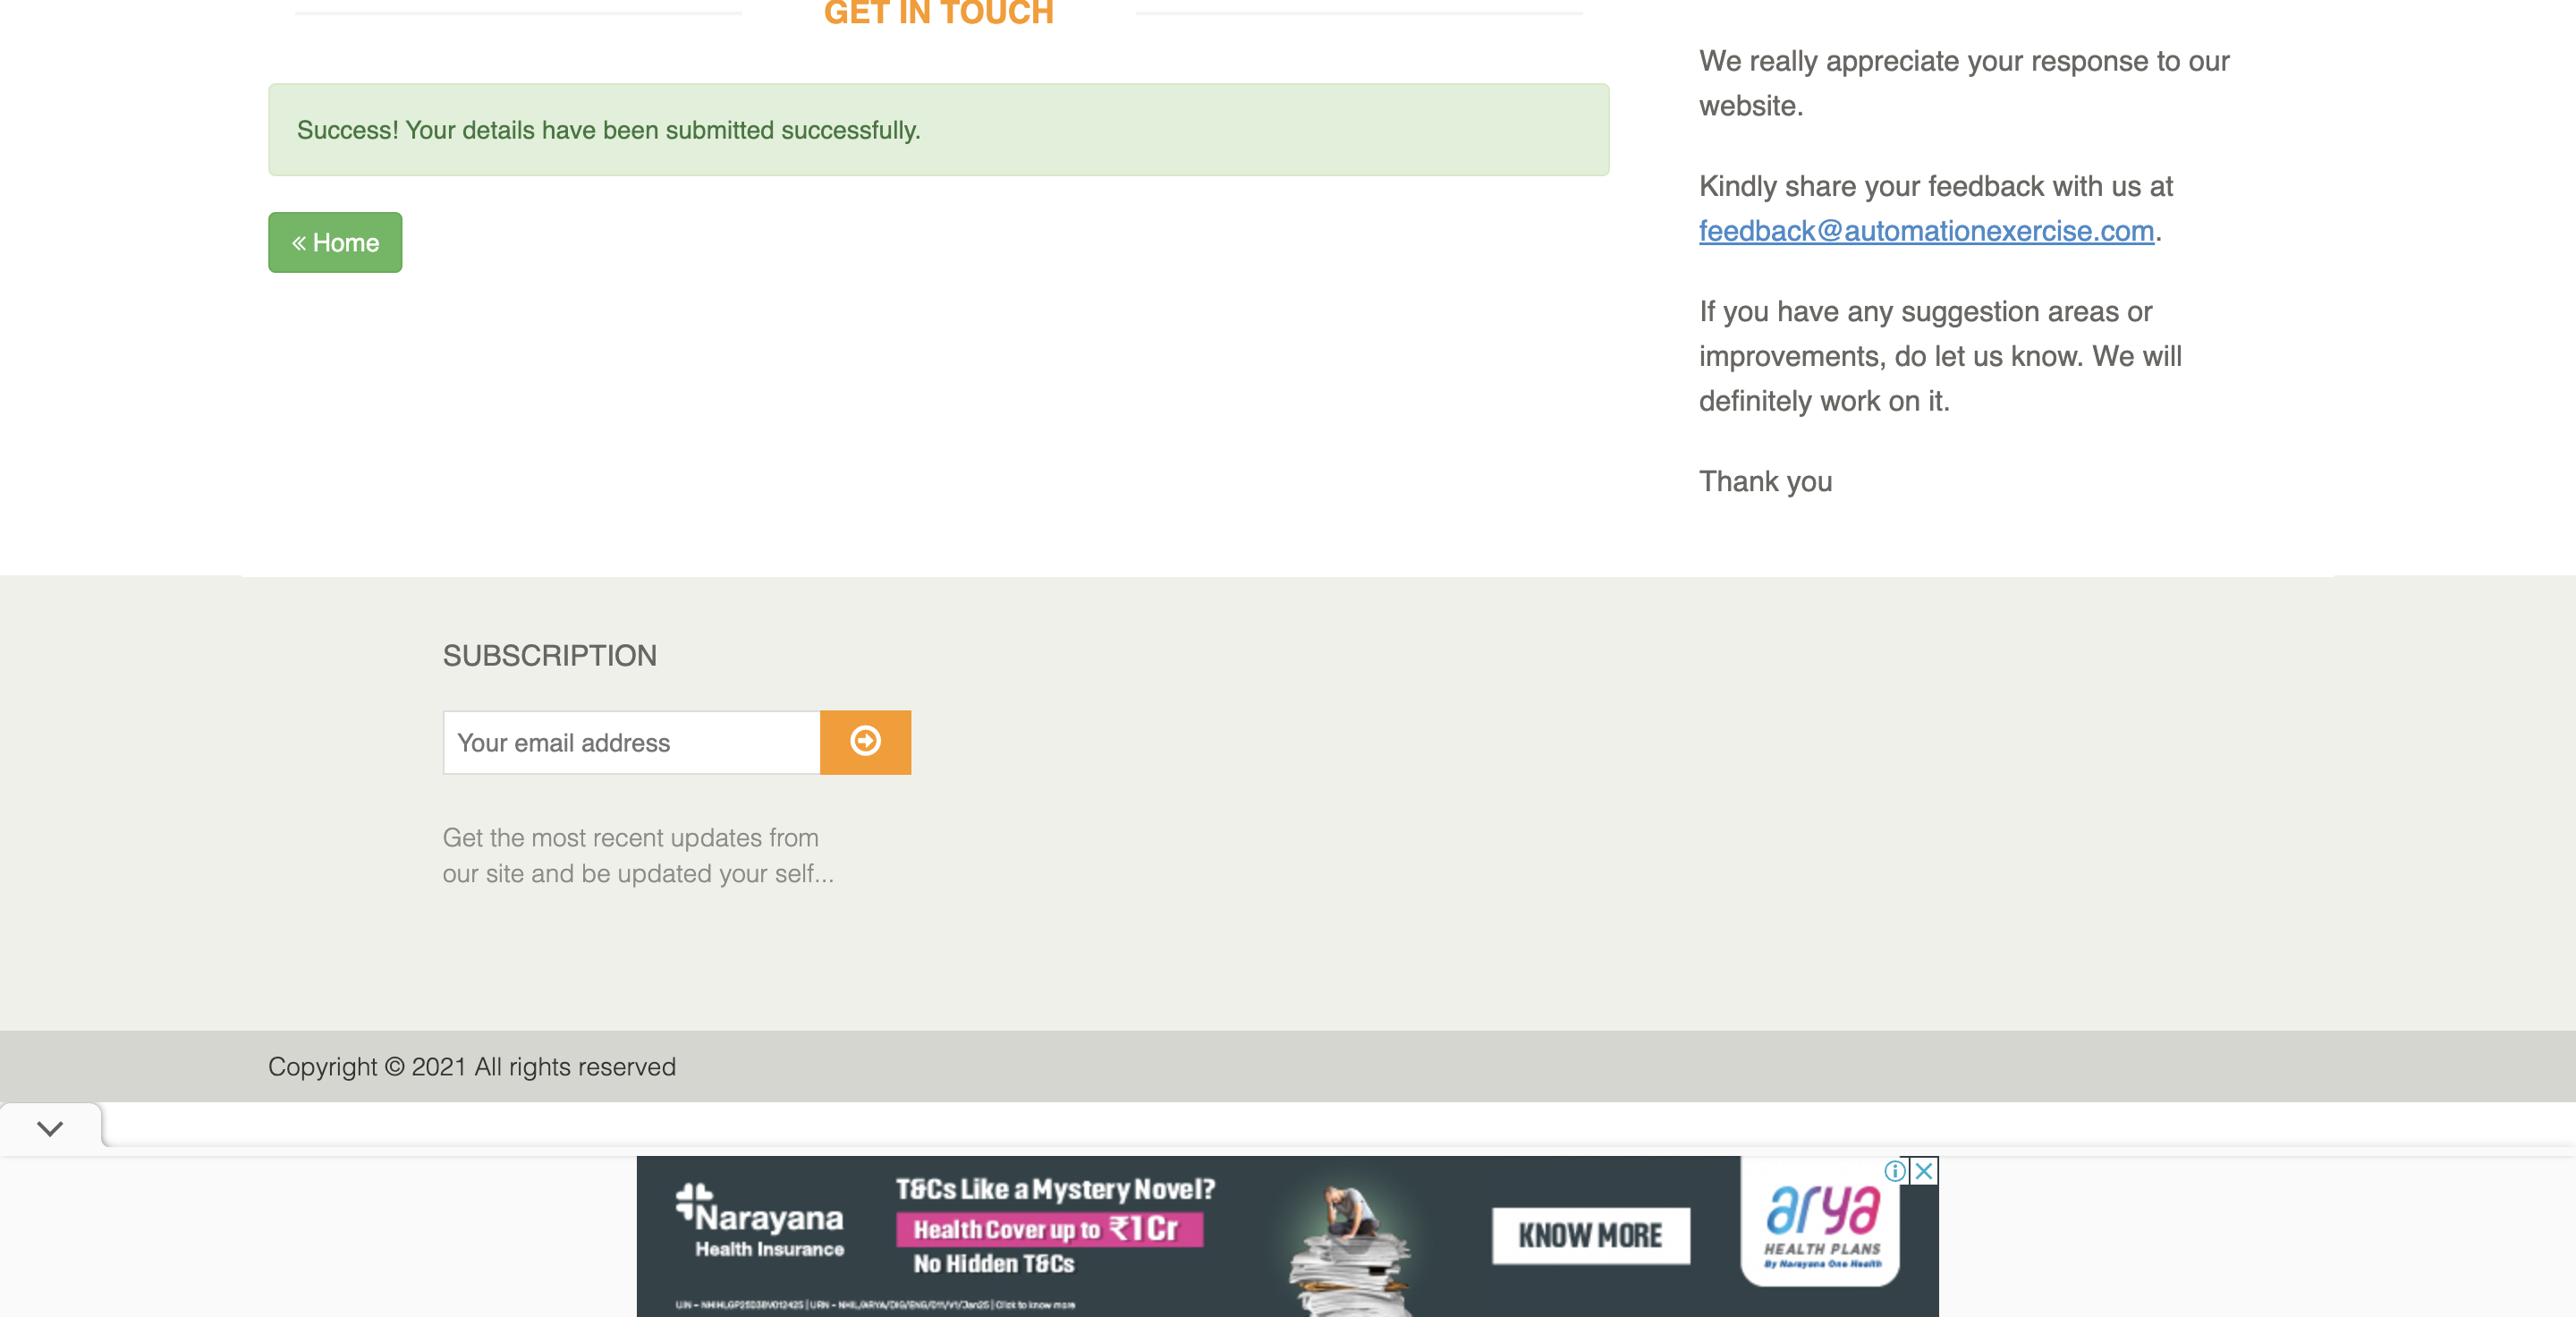 GET IN TOUCH
Success! Your details have been submitted successfully.
« Home
We really appreciate your response to our
website.
Kindly share your feedback with us at
feedback@automationexercise.com.
If you have any suggestion areas or
improvements, do let us know. We will
definitely work on it.
Thank you
SUBSCRIPTION
Your email address
Get the most recent updates from
our site and be updated your self...
Copyright © 2021 All rights reserved
Narayana
Health Insurance
T&Cs Like a Mystery Novel?
Health Cover up to ₹1 Cr
No Hidden T&Cs
KNOW MORE
arya
HEALTH PLANS
By Narayana One Health
Click to know more